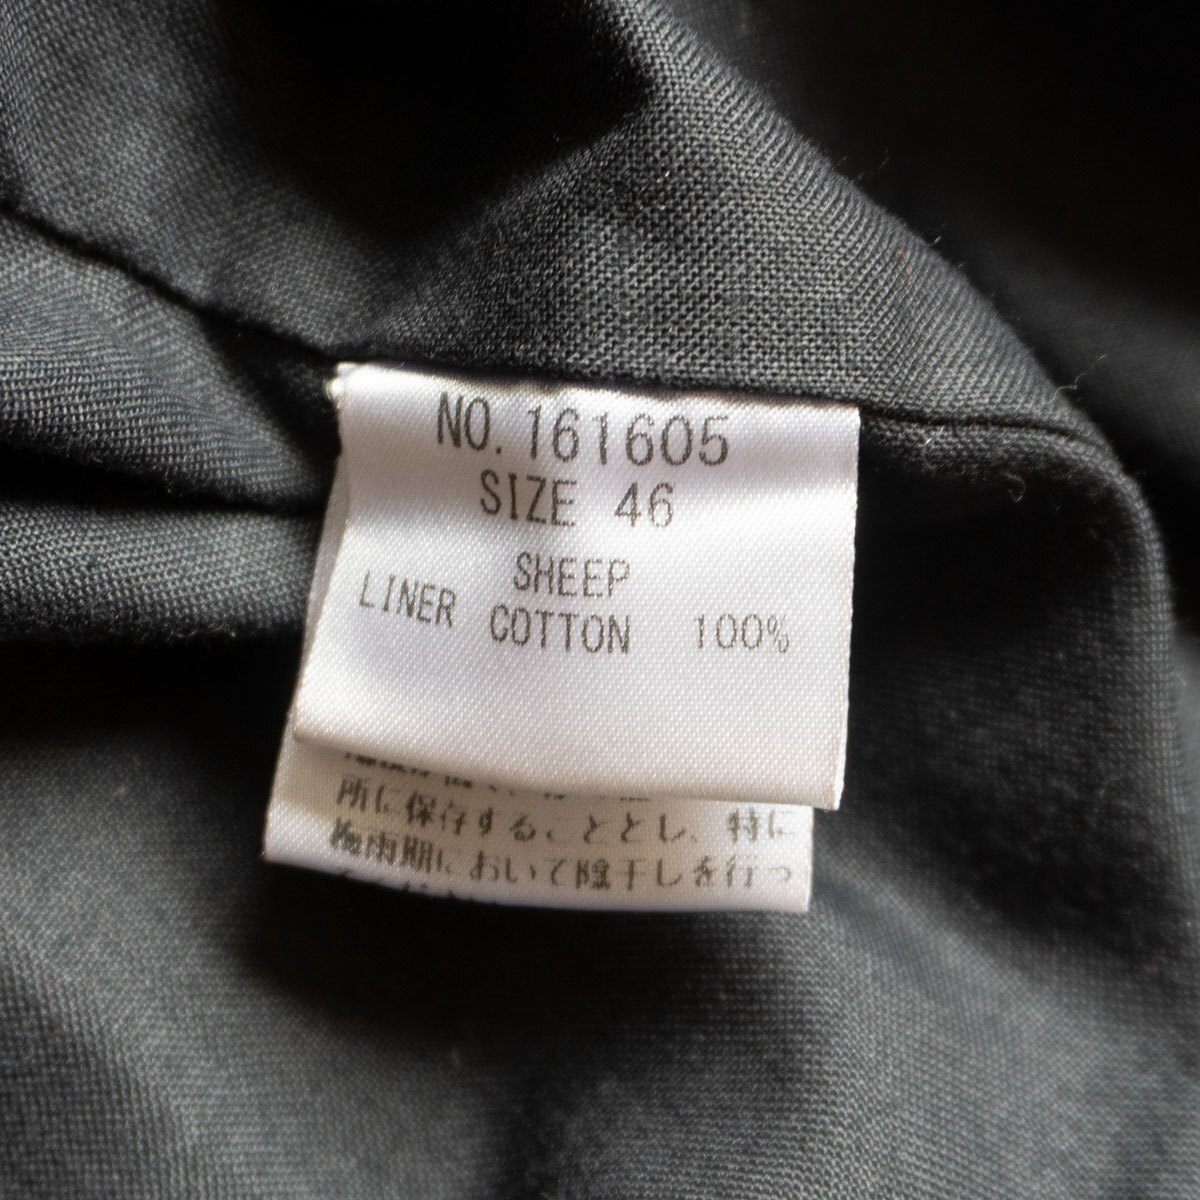 NO. 161605
SIZE 46
SHEEP
LINER COTTON 100%
所に保存することとし、特に
梅雨期において陰干しを行っ